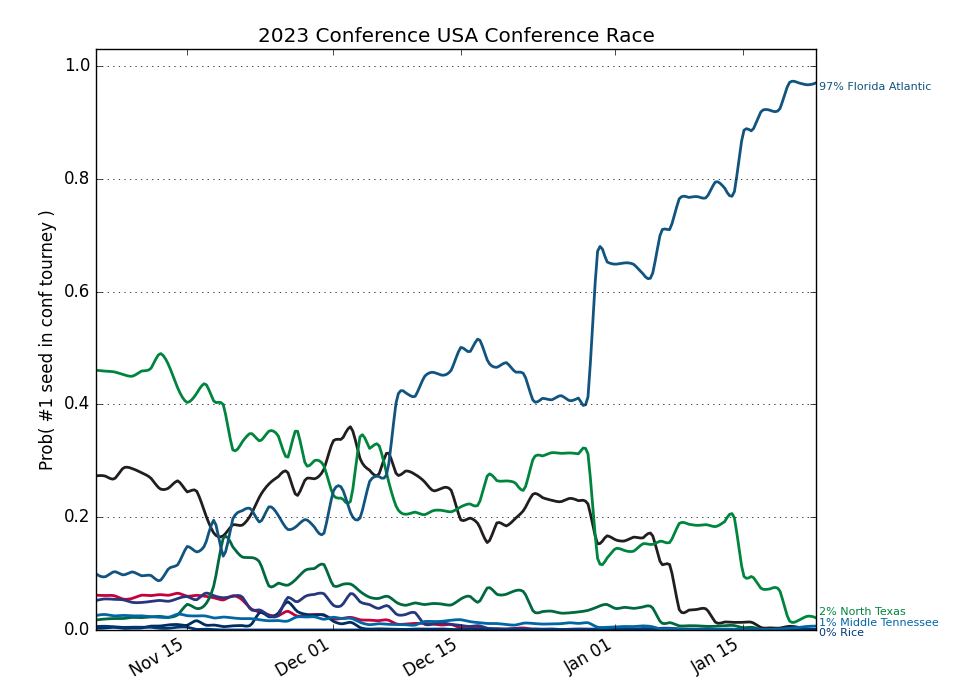 2023 Conference USA Conference Race
Prob( #1 seed in conf tourney )
1.0
0.8
0.6
0.4
0.2
0.0
Nov 15
Dec 01
Dec 15
Jan 01
Jan 15
97% Florida Atlantic
2% North Texas
1% Middle Tennessee
0% Rice